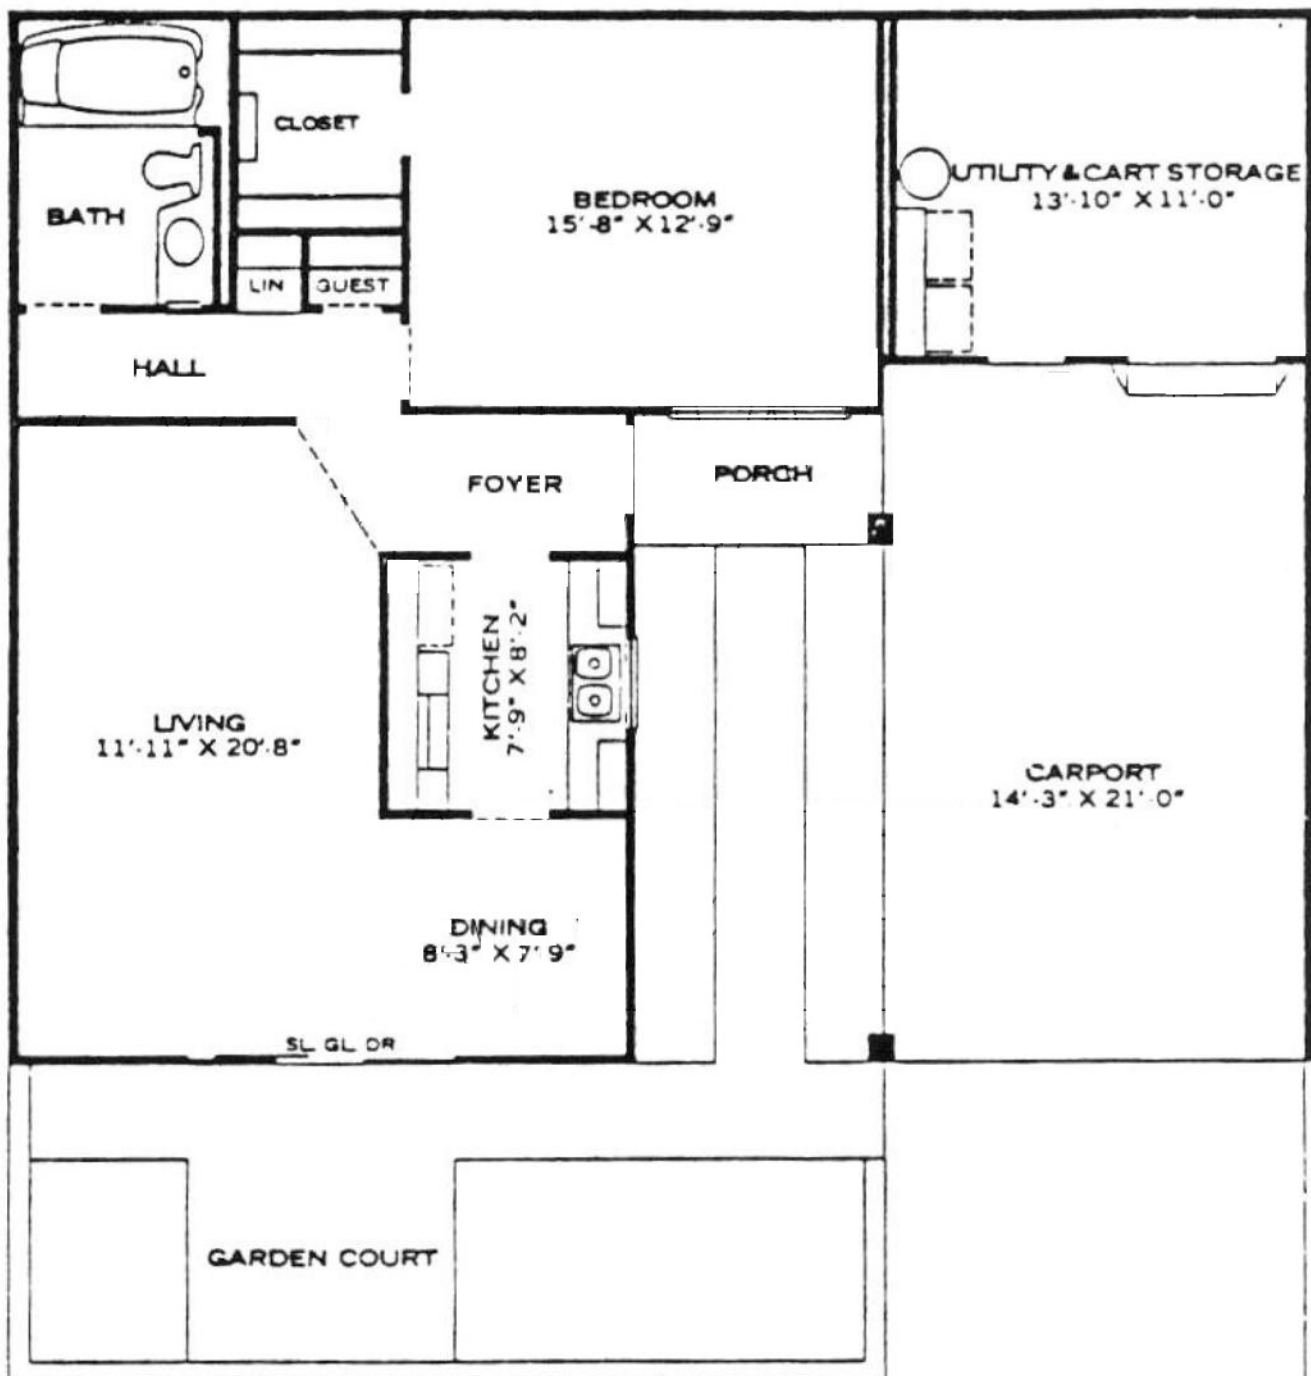 CLOSET
BATH
BEDROOM
15'-8" X 12'-9"
UTILITY & CART STORAGE
13'-10" X 11'-0"
LIN
GUEST
HALL
FOYER
PORCH
KITCHEN
7'-9" X 8'-2"
LIVING
11'-11" X 20'-8"
CARPORT
14'-3" X 21'-0"
DINING
8'-3" X 7'-9"
SL. GL. DR
GARDEN COURT